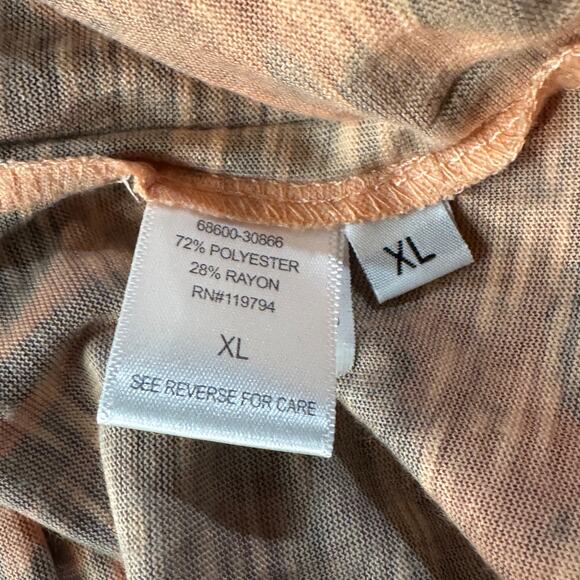 68600-30866
72% POLYESTER
28% RAYON
RN#119794
XL
SEE REVERSE FOR CARE
XL